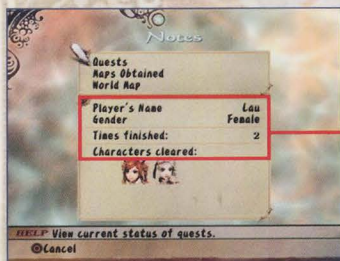 Notes
Quests
Maps Obtained
World Map
Player's Name Lau
Gender Female
Times finished: 2
Characters cleared:
HELP View current status of quests.
Cancel